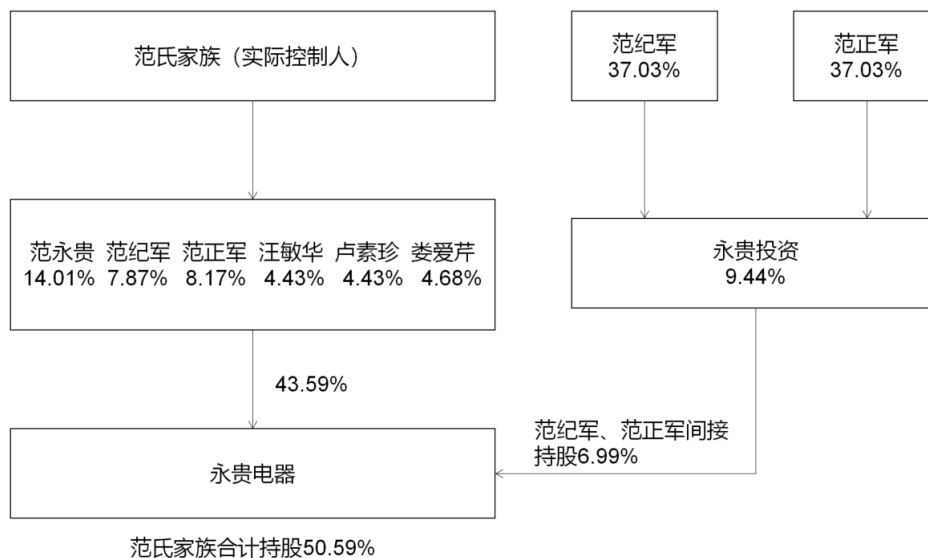 范氏家族（实际控制人）
范纪军
37.03%
范正军
37.03%
范永贵 范纪军 范正军 汪敏华 卢素珍 娄爱芹
14.01% 7.87% 8.17% 4.43% 4.43% 4.68%
永贵投资
9.44%
43.59%
范纪军、范正军间接
持股6.99%
永贵电器
范氏家族合计持股50.59%